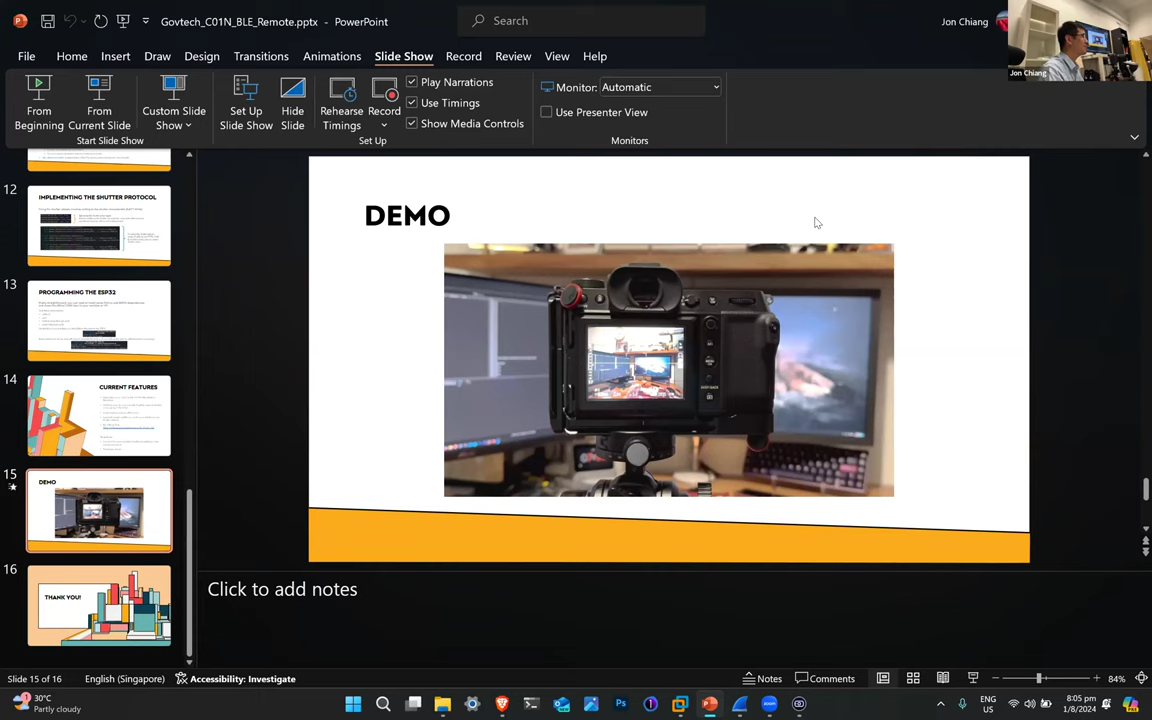 Govtech_C01N_BLE_Remote.pptx - PowerPoint
Search
Jon Chiang
Jon Chiang
File Home Insert Draw Design Transitions Animations Slide Show Record Review View Help
From Beginning
From Current Slide
Custom Slide Show
Set Up Slide Show
Hide Slide
Rehearse Timings
Record
Play Narrations
Use Timings
Show Media Controls
Monitor: Automatic
Use Presenter View
Start Slide Show
Set Up
Monitors
12
IMPLEMENTING THE SHUTTER PROTOCOL
13
PROGRAMMING THE ESP32
14
CURRENT FEATURES
15
DEMO
16
THANK YOU!
DEMO
Click to add notes
Slide 15 of 16
English (Singapore)
Accessibility: Investigate
Notes
Comments
84%
1
30°C
Partly cloudy
Ps
ENG
US
8:05 pm
1/8/2024